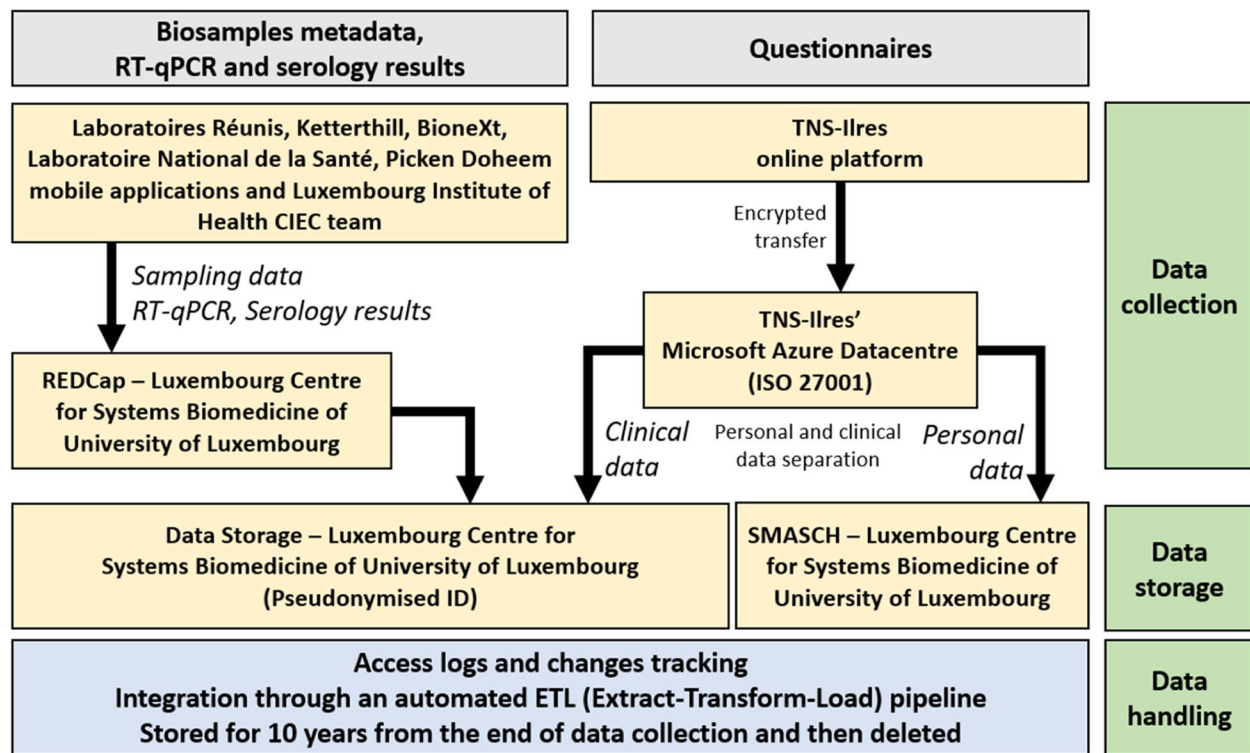 Biosamples metadata,
RT-qPCR and serology results
Questionnaires
Laboratoires Réunis, Ketterthill, BioneXt,
Laboratoire National de la Santé, Picken Doheem
mobile applications and Luxembourg Institute of
Health CIEC team
TNS-Ilres
online platform
Encrypted
transfer
Sampling data
RT-qPCR, Serology results
TNS-Ilres’
Microsoft Azure Datacentre
(ISO 27001)
Data
collection
REDCap – Luxembourg Centre
for Systems Biomedicine of
University of Luxembourg
Clinical
data
Personal and clinical
data separation
Personal
data
Data Storage – Luxembourg Centre for
Systems Biomedicine of University of Luxembourg
(Pseudonymised ID)
SMASCH – Luxembourg Centre
for Systems Biomedicine of
University of Luxembourg
Data
storage
Access logs and changes tracking
Integration through an automated ETL (Extract-Transform-Load) pipeline
Stored for 10 years from the end of data collection and then deleted
Data
handling